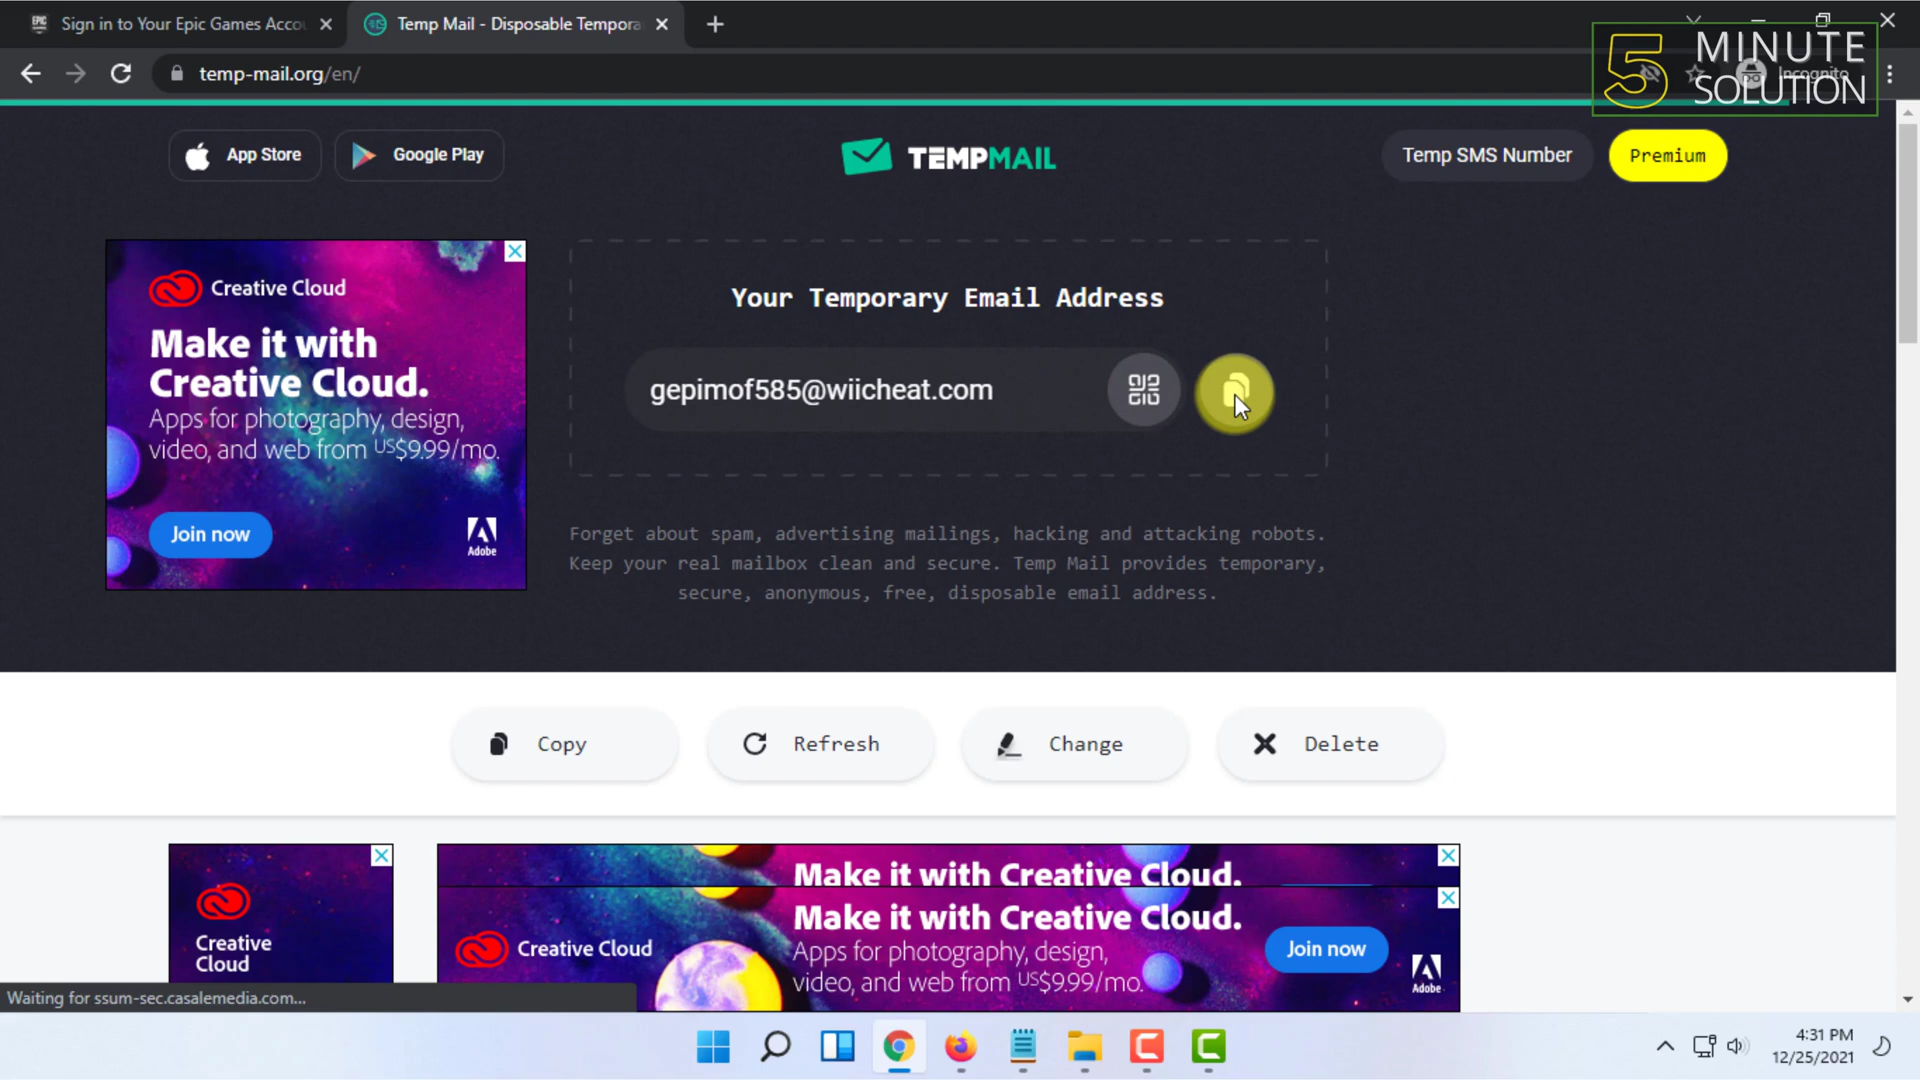 Sign in to Your Epic Games Acco
Temp Mail - Disposable Tempora
temp-mail.org/en/
Incognito
5 MINUTE
SOLUTION
App Store
Google Play
TEMPMAIL
Temp SMS Number
Premium
Creative Cloud
Make it with
Creative Cloud.
Apps for photography, design,
video, and web from US$9.99/mo.
Join now
Adobe
Your Temporary Email Address
gepimof585@wiicheat.com
Forget about spam, advertising mailings, hacking and attacking robots.
Keep your real mailbox clean and secure. Temp Mail provides temporary,
secure, anonymous, free, disposable email address.
Copy
Refresh
Change
Delete
Creative
Cloud
Make it with Creative Cloud.
Creative Cloud
Make it with Creative Cloud.
Apps for photography, design,
video, and web from US$9.99/mo.
Join now
Adobe
Waiting for ssum-sec.casalemedia.com...
4:31 PM
12/25/2021